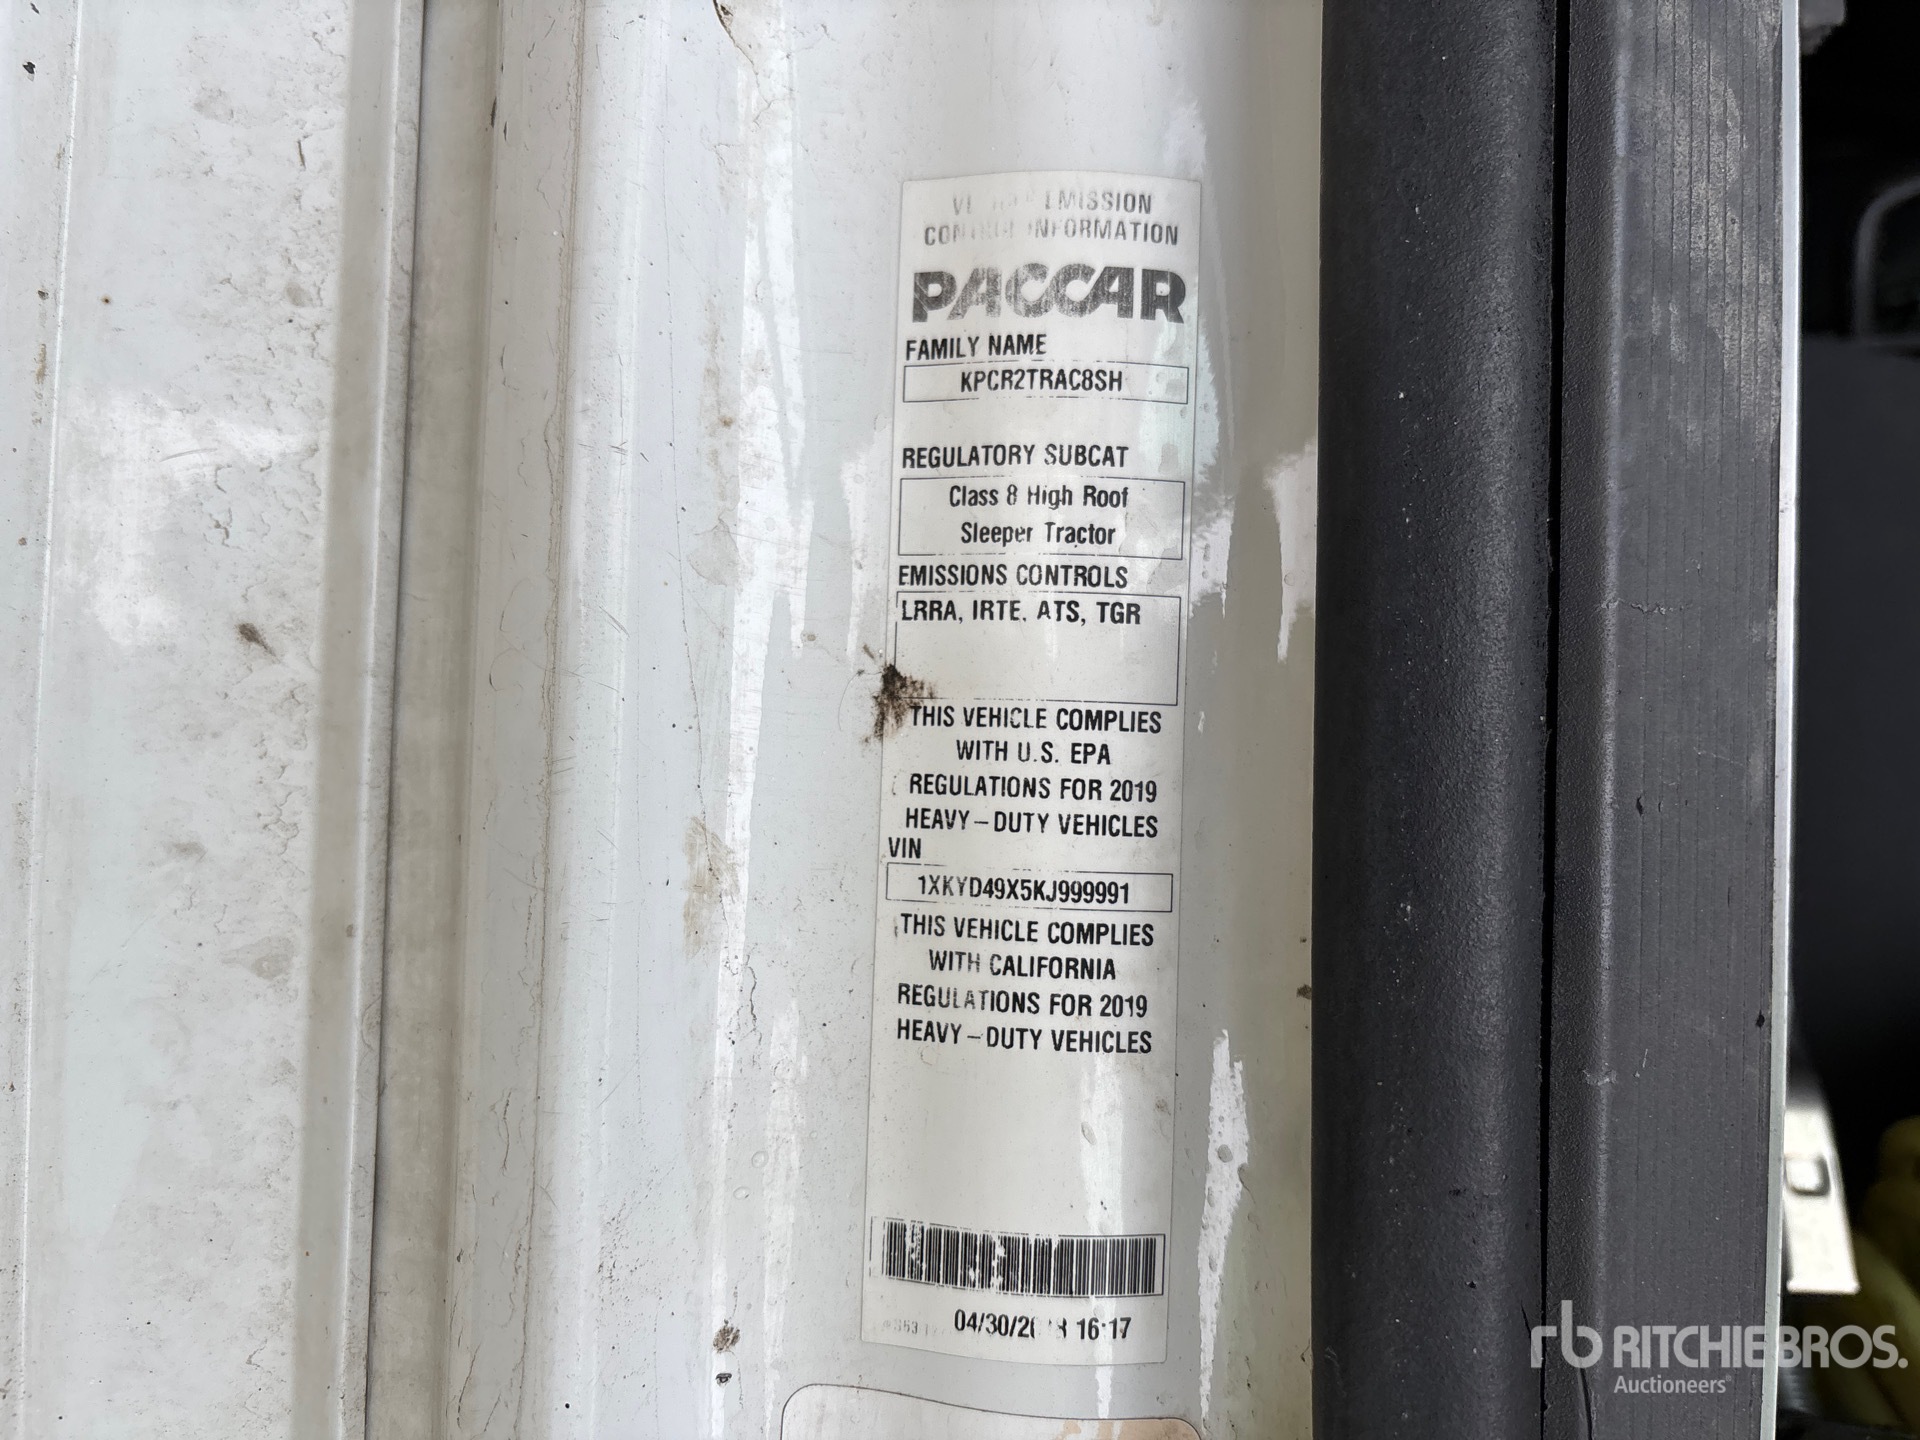 EMISSION
INFORMATION
PACCAR
FAMILY NAME
KPCR2TRAC8SH
REGULATORY SUBCAT
Class 8 High Roof
Sleeper Tractor
EMISSIONS CONTROLS
LRRA, IRTE, ATS, TGR
THIS VEHICLE COMPLIES
WITH U.S. EPA
REGULATIONS FOR 2019
HEAVY-DUTY VEHICLES
VIN
1XKYD49X5KJ999991
THIS VEHICLE COMPLIES
WITH CALIFORNIA
REGULATIONS FOR 2019
HEAVY-DUTY VEHICLES
16:17
rb RITCHIE BROS.
Auctioneers